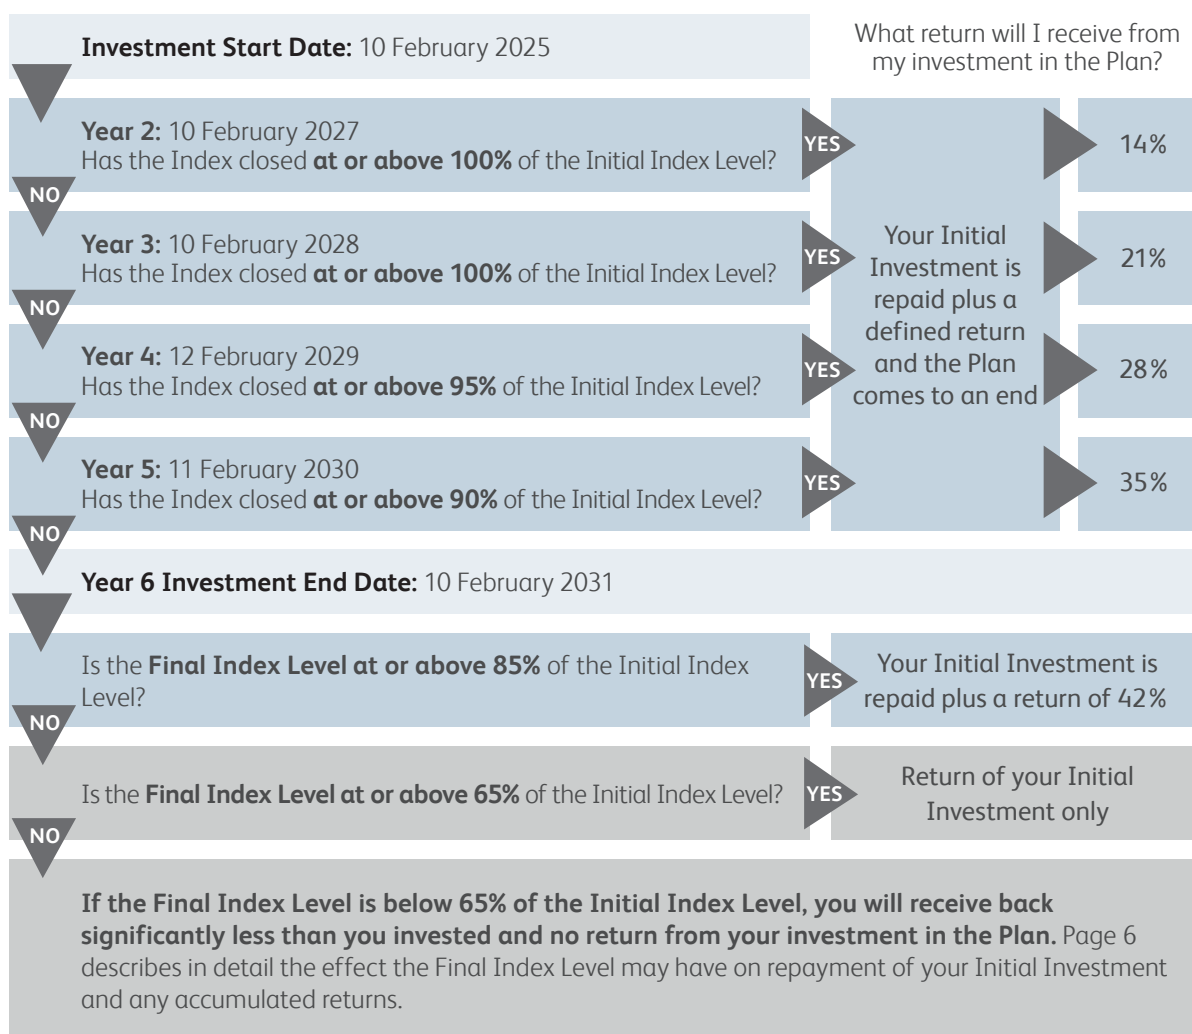 Investment Start Date: 10 February 2025
What return will I receive from
my investment in the Plan?
Year 2: 10 February 2027
Has the Index closed at or above 100% of the Initial Index Level?
YES
14%
NO
Year 3: 10 February 2028
Has the Index closed at or above 100% of the Initial Index Level?
YES
Your Initial
Investment is
repaid plus a
defined return
and the Plan
comes to an end
21%
NO
Year 4: 12 February 2029
Has the Index closed at or above 95% of the Initial Index Level?
YES
28%
NO
Year 5: 11 February 2030
Has the Index closed at or above 90% of the Initial Index Level?
YES
35%
NO
Year 6 Investment End Date: 10 February 2031
Is the Final Index Level at or above 85% of the Initial Index
Level?
YES
Your Initial Investment is
repaid plus a return of 42%
NO
Is the Final Index Level at or above 65% of the Initial Index Level?
YES
Return of your Initial
Investment only
NO
If the Final Index Level is below 65% of the Initial Index Level, you will receive back
significantly less than you invested and no return from your investment in the Plan. Page 6
describes in detail the effect the Final Index Level may have on repayment of your Initial Investment
and any accumulated returns.